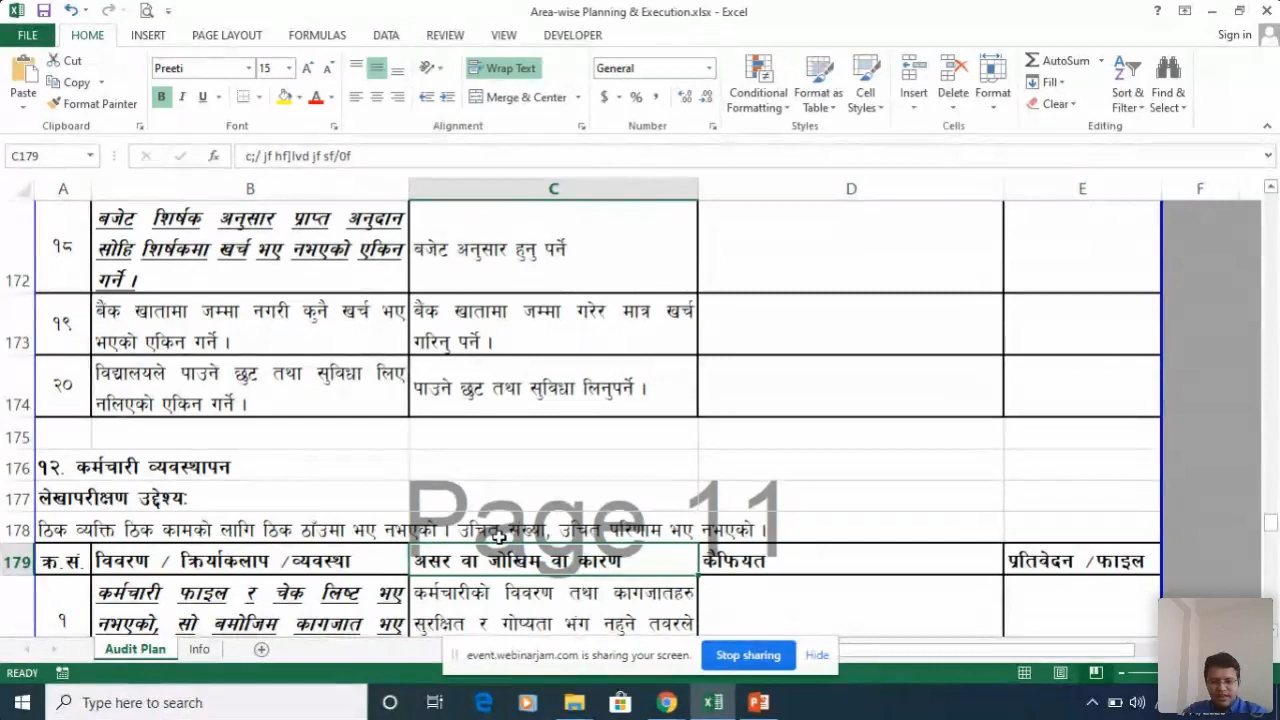 Area-wise Planning & Execution.xlsx - Excel
FILE HOME INSERT PAGE LAYOUT FORMULAS DATA REVIEW VIEW DEVELOPER Sign in
Paste Cut Copy Format Painter Clipboard
Preeti 15 B I U A Font
Wrap Text Merge & Center Alignment
General $ % , Number
Conditional Formatting Format as Table Cell Styles Styles
Insert Delete Format Cells
AutoSum Fill Clear Sort & Filter Find & Select Editing
C179 fx c;/ jf hf]lvd jf sf/0f
A B C D E F
172 १८ बजेट शिर्षक अनुसार प्राप्त अनुदान
सोहि शिर्षकमा खर्च भए नभएको एकिन बजेट अनुसार हुनु पर्ने
गर्ने ।
173 १९ बैंक खातामा जम्मा नगरी कुनै खर्च भए बैंक खातामा जम्मा गरेर मात्र खर्च
भएको एकिन गर्ने । गरिनु पर्ने ।
174 २० विद्यालयले पाउने छुट तथा सुविधा लिए पाउने छुट तथा सुविधा लिनुपर्ने ।
नलिएको एकिन गर्ने ।
175
176 १२. कर्मचारी व्यवस्थापन
177 लेखापरीक्षण उद्देश्य:
Page 11
178 ठिक व्यक्ति ठिक कामको लागि ठिक ठाँउमा भए नभएको । उचित संख्या, उचित परिणाम भए नभएको ।
179 क्र.सं. विवरण / क्रियाकलाप /व्यवस्था असर वा जोखिम वा कारण कैफियत प्रतिवेदन /फाइल
१ कर्मचारी फाइल र चेक लिष्ट भए कर्मचारीको विवरण तथा कागजातहरु
नभएको, सो बमोजिम कागजात भए सुरक्षित र गोप्यता भंग नहुने तवरले
Audit Plan Info
event.webinarjam.com is sharing your screen. Stop sharing Hide
READY
Type here to search